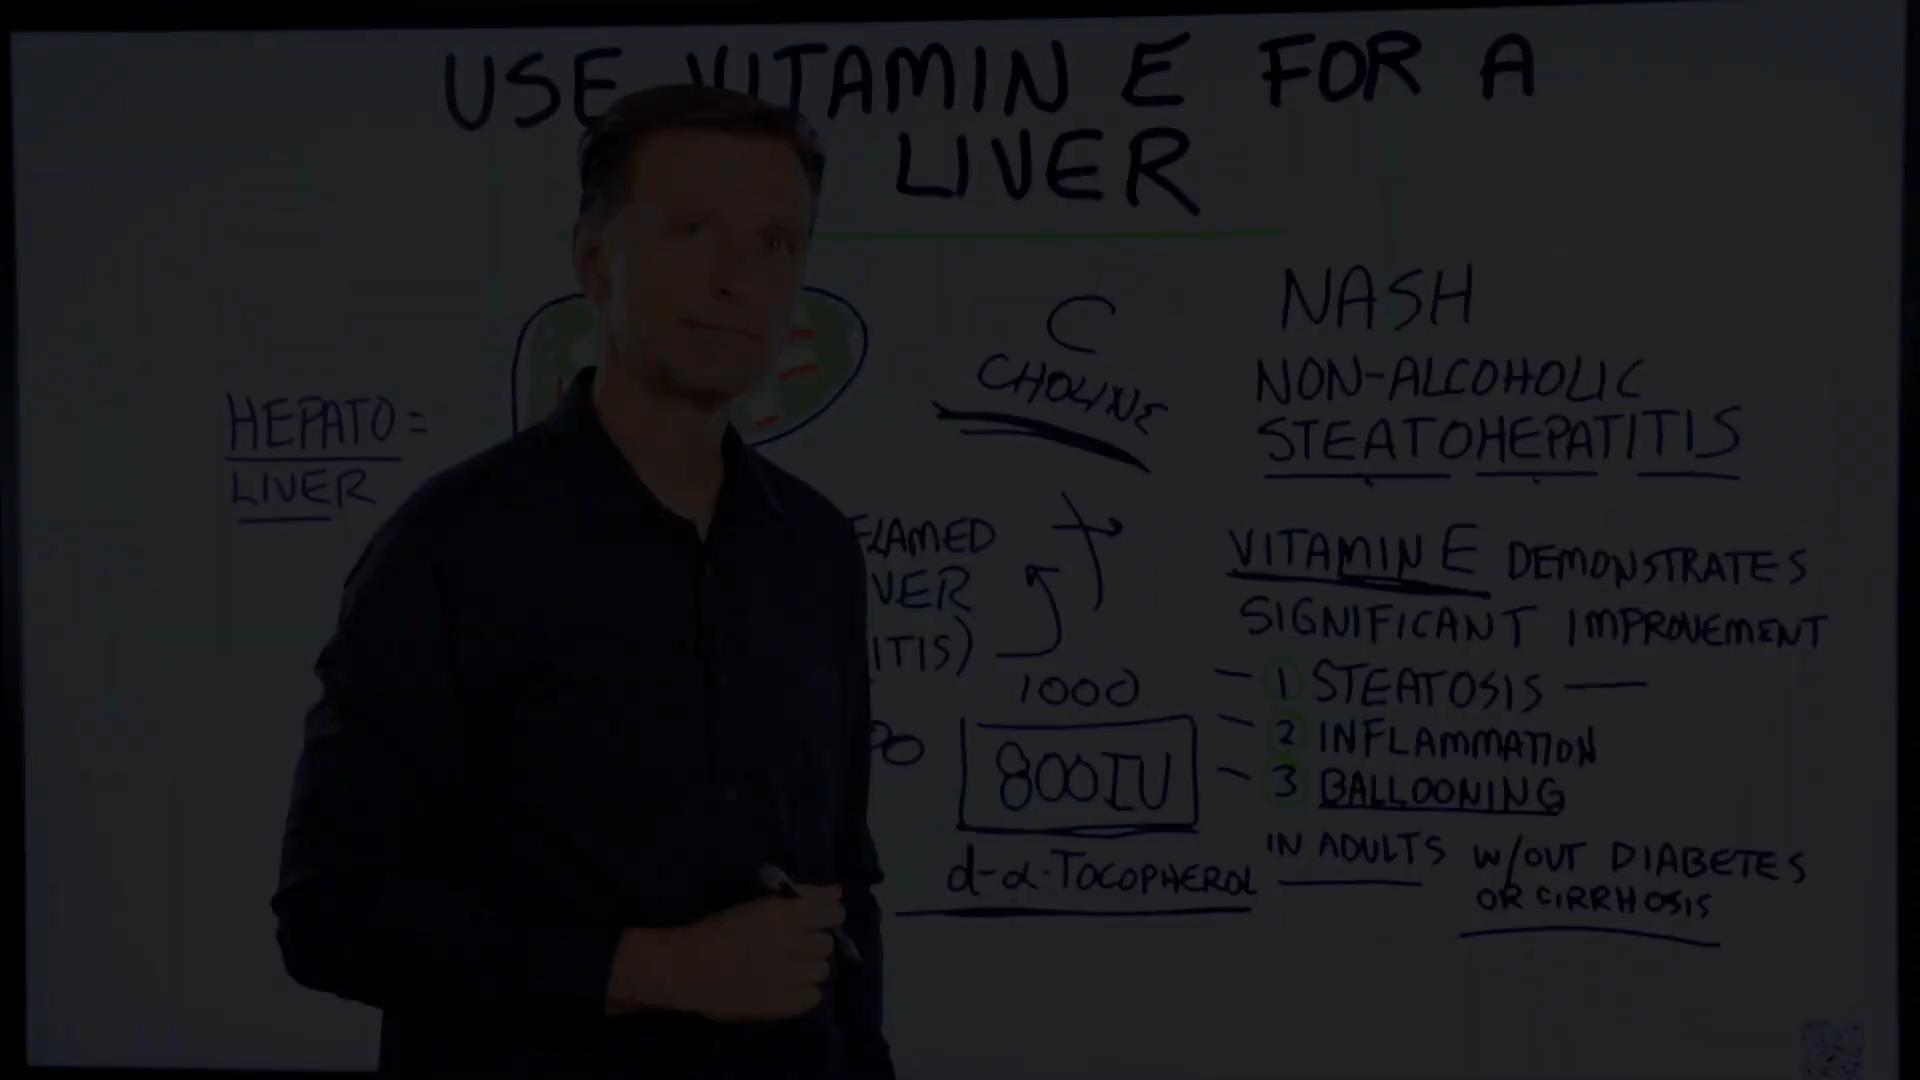 USE VITAMIN E FOR A
LIVER
HEPATO =
LIVER
C
CHOLINE
NASH
NON-ALCOHOLIC
STEATOHEPATITIS
FLAMED
VER
ITIS)
1000
800IU
d-α-TOCOPHEROL
VITAMIN E DEMONSTRATES
SIGNIFICANT IMPROVEMENT
1 STEATOSIS
2 INFLAMMATION
3 BALLOONING
IN ADULTS W/OUT DIABETES
OR CIRRHOSIS